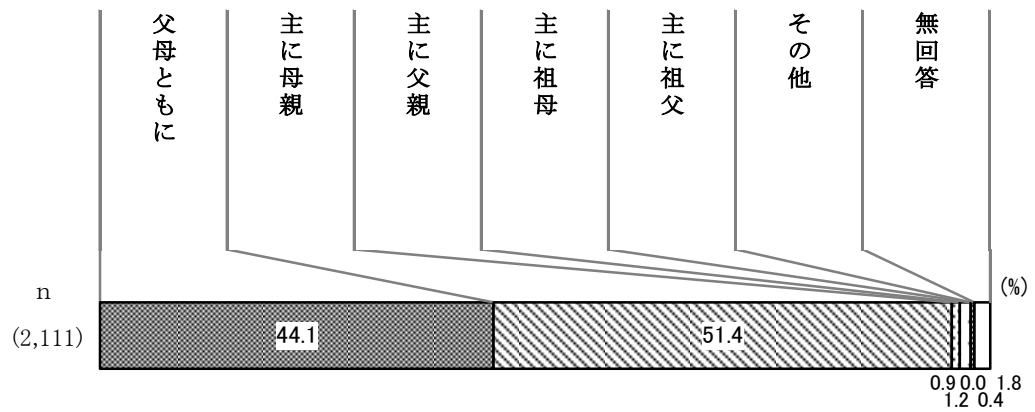 父母ともに
主に母親
主に父親
主に祖母
主に祖父
その他
無回答
(%)
n
(2,111)
44.1
51.4
0.9 0.0 1.8
1.2 0.4